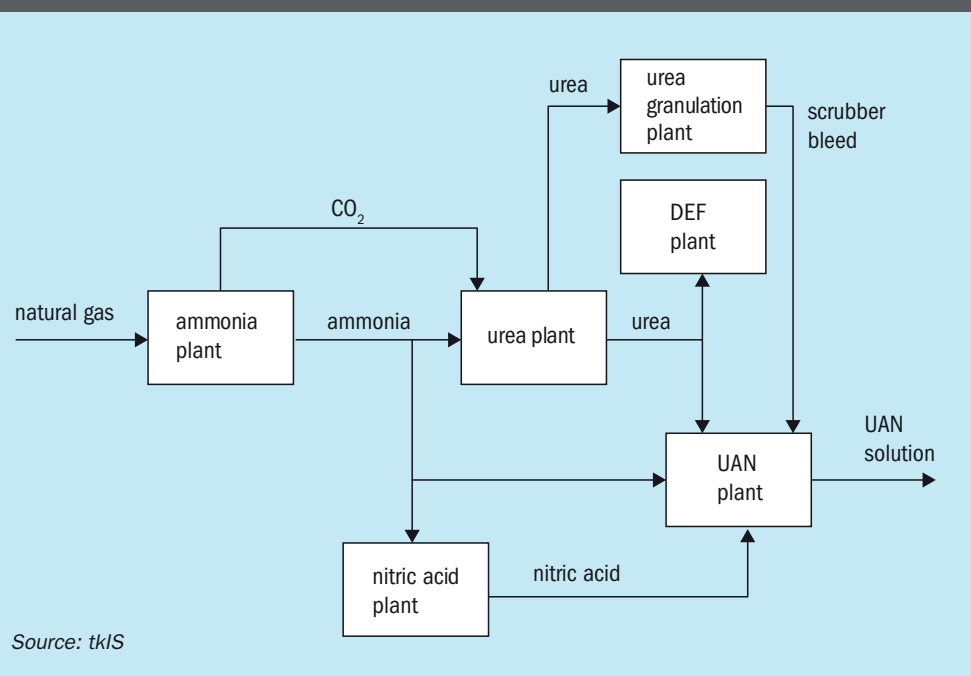 urea
urea
granulation
plant
scrubber
bleed
DEF
plant
CO₂
natural gas
ammonia
plant
ammonia
urea plant
urea
UAN
solution
UAN
plant
nitric acid
plant
nitric acid
Source: tkIS